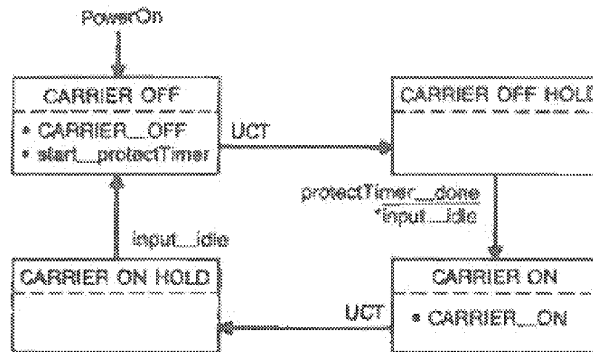 PowerOn
CARRIER OFF
• CARRIER_OFF
• start_protectTimer
UCT
CARRIER OFF HOLD
protectTimer_done
*input_idle
input_idle
CARRIER ON HOLD
UCT
CARRIER ON
• CARRIER_ON